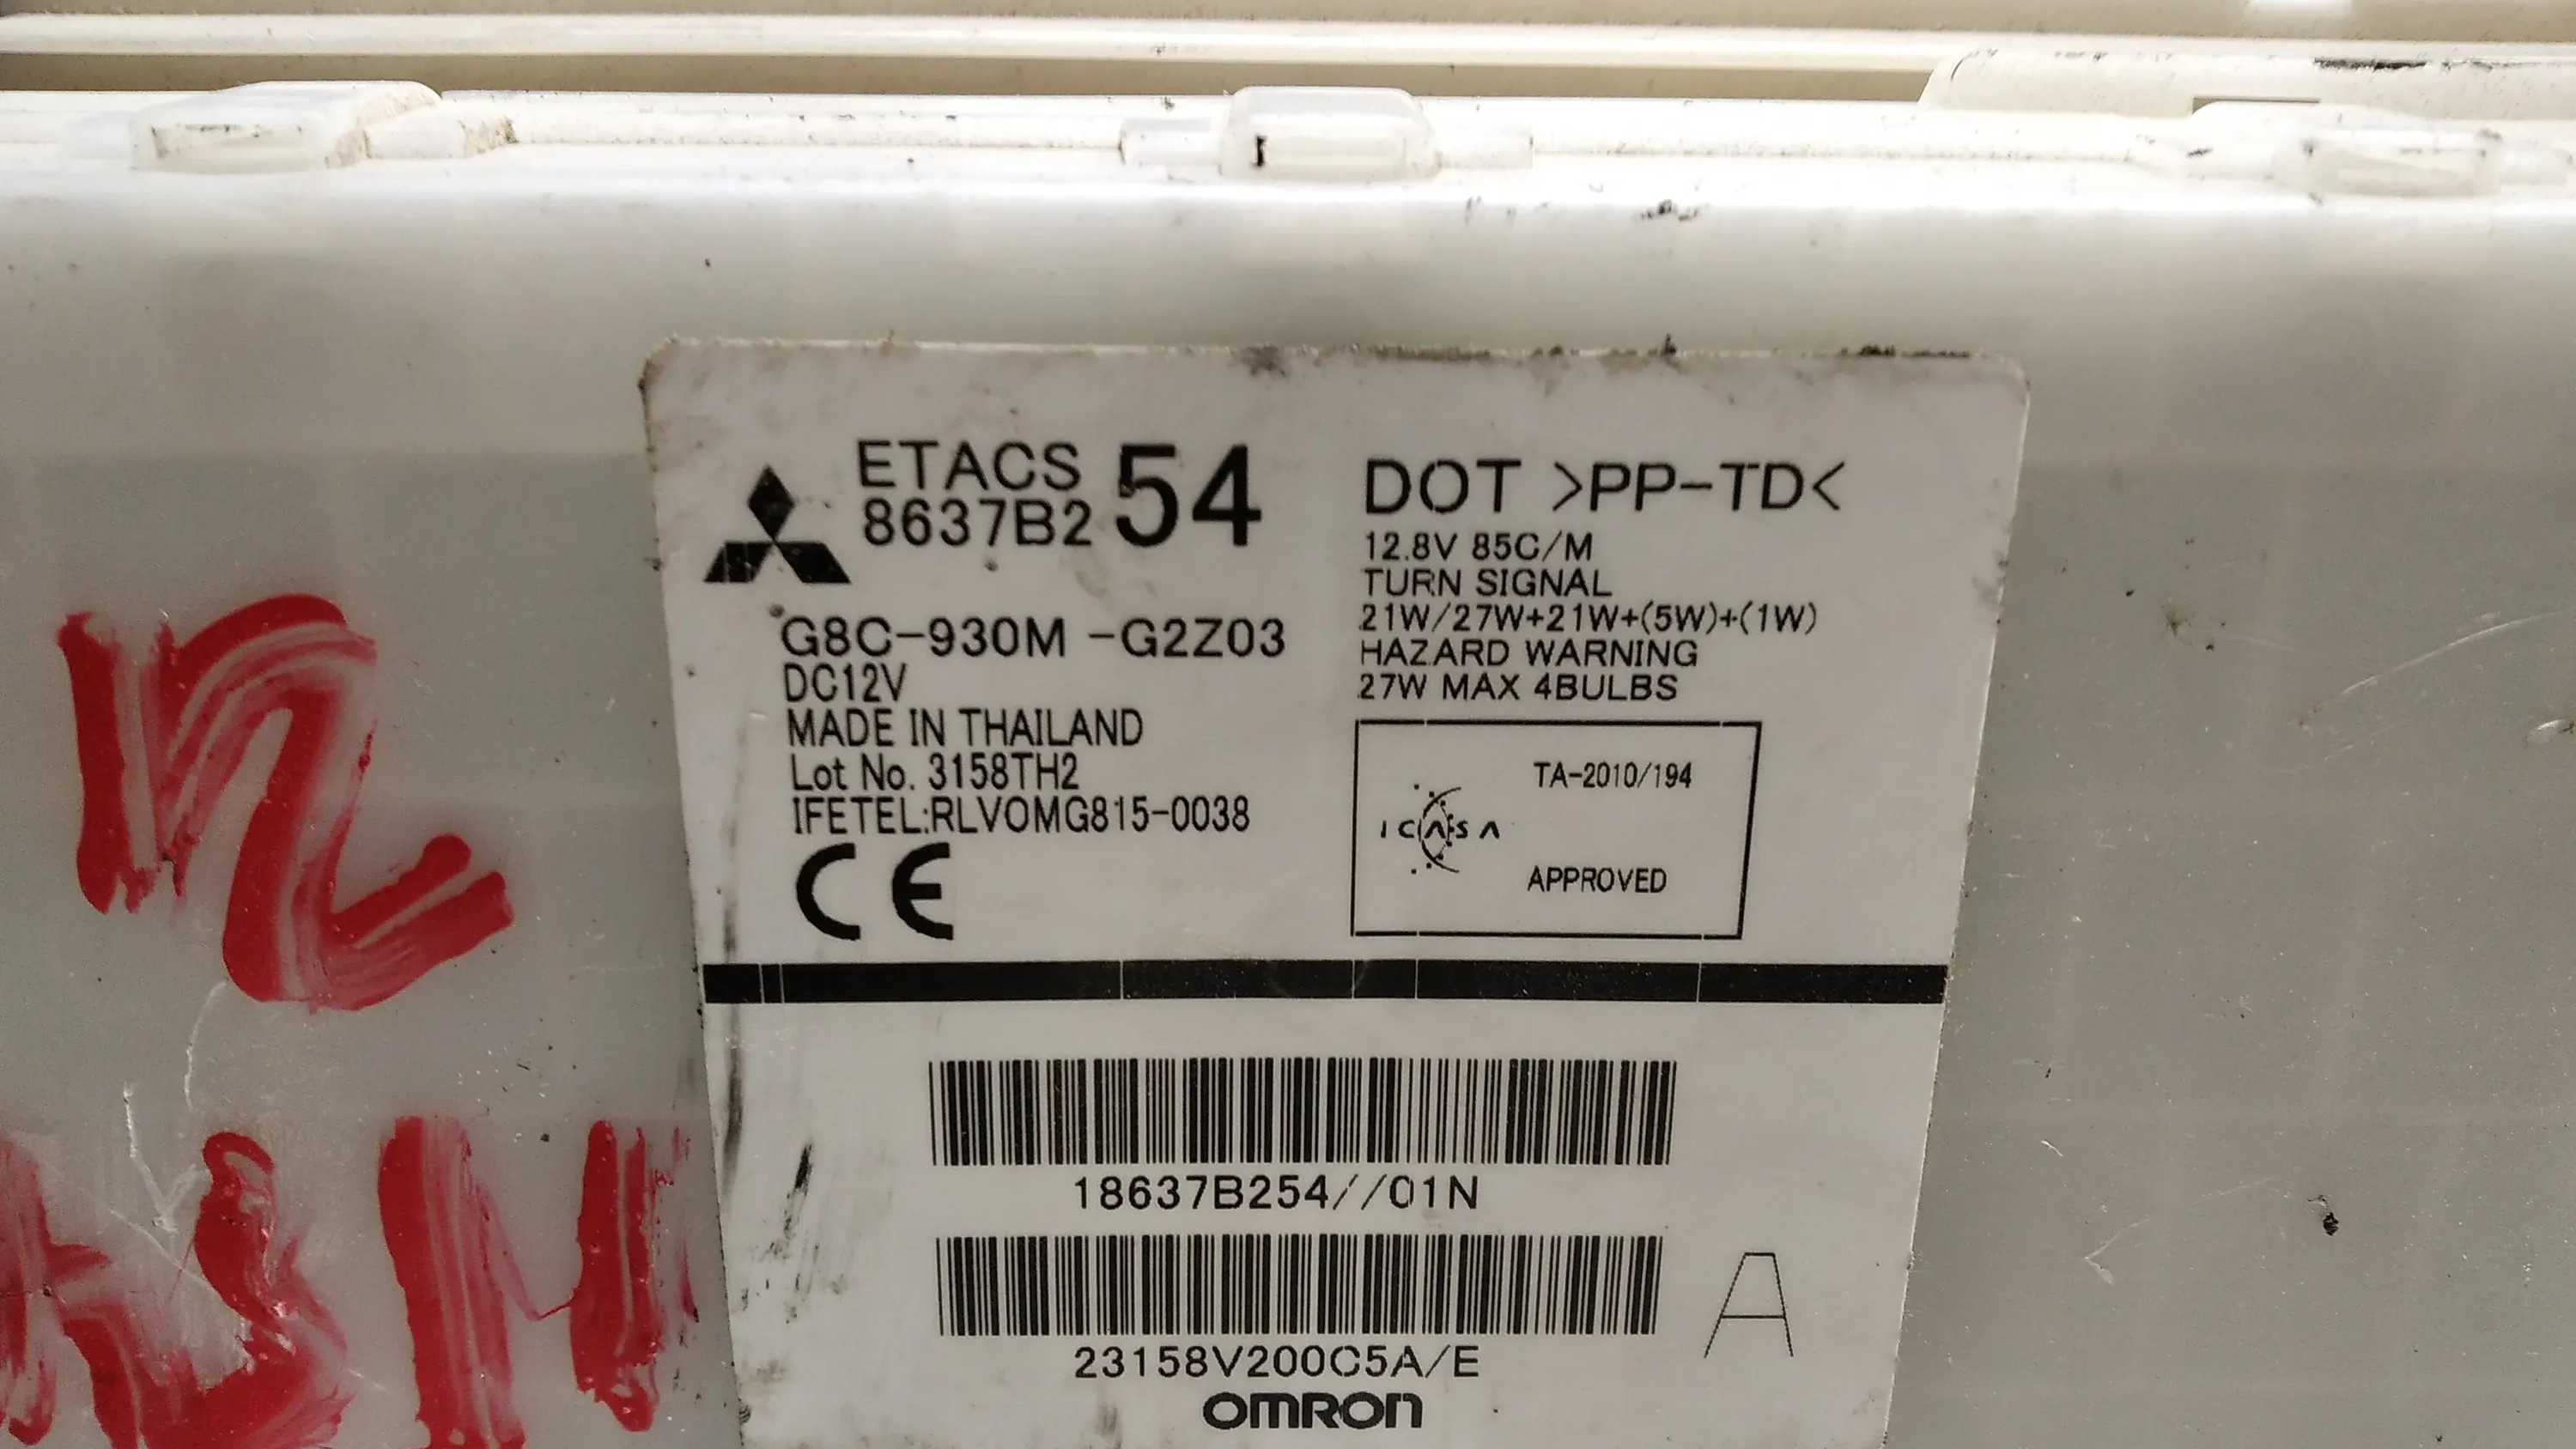 ETACS
8637B2 54
G8C-930M -G2Z03
DC12V
MADE IN THAILAND
Lot No. 3158TH2
IFETEL:RLVOMG815-0038
CE
DOT >PP-TD<
12.8V 85C/M
TURN SIGNAL
21W/27W+21W+(5W)+(1W)
HAZARD WARNING
27W MAX 4BULBS
TA-2010/194
ICASA
APPROVED
18637B254//01N
23158V200C5A/E
A
OMRON